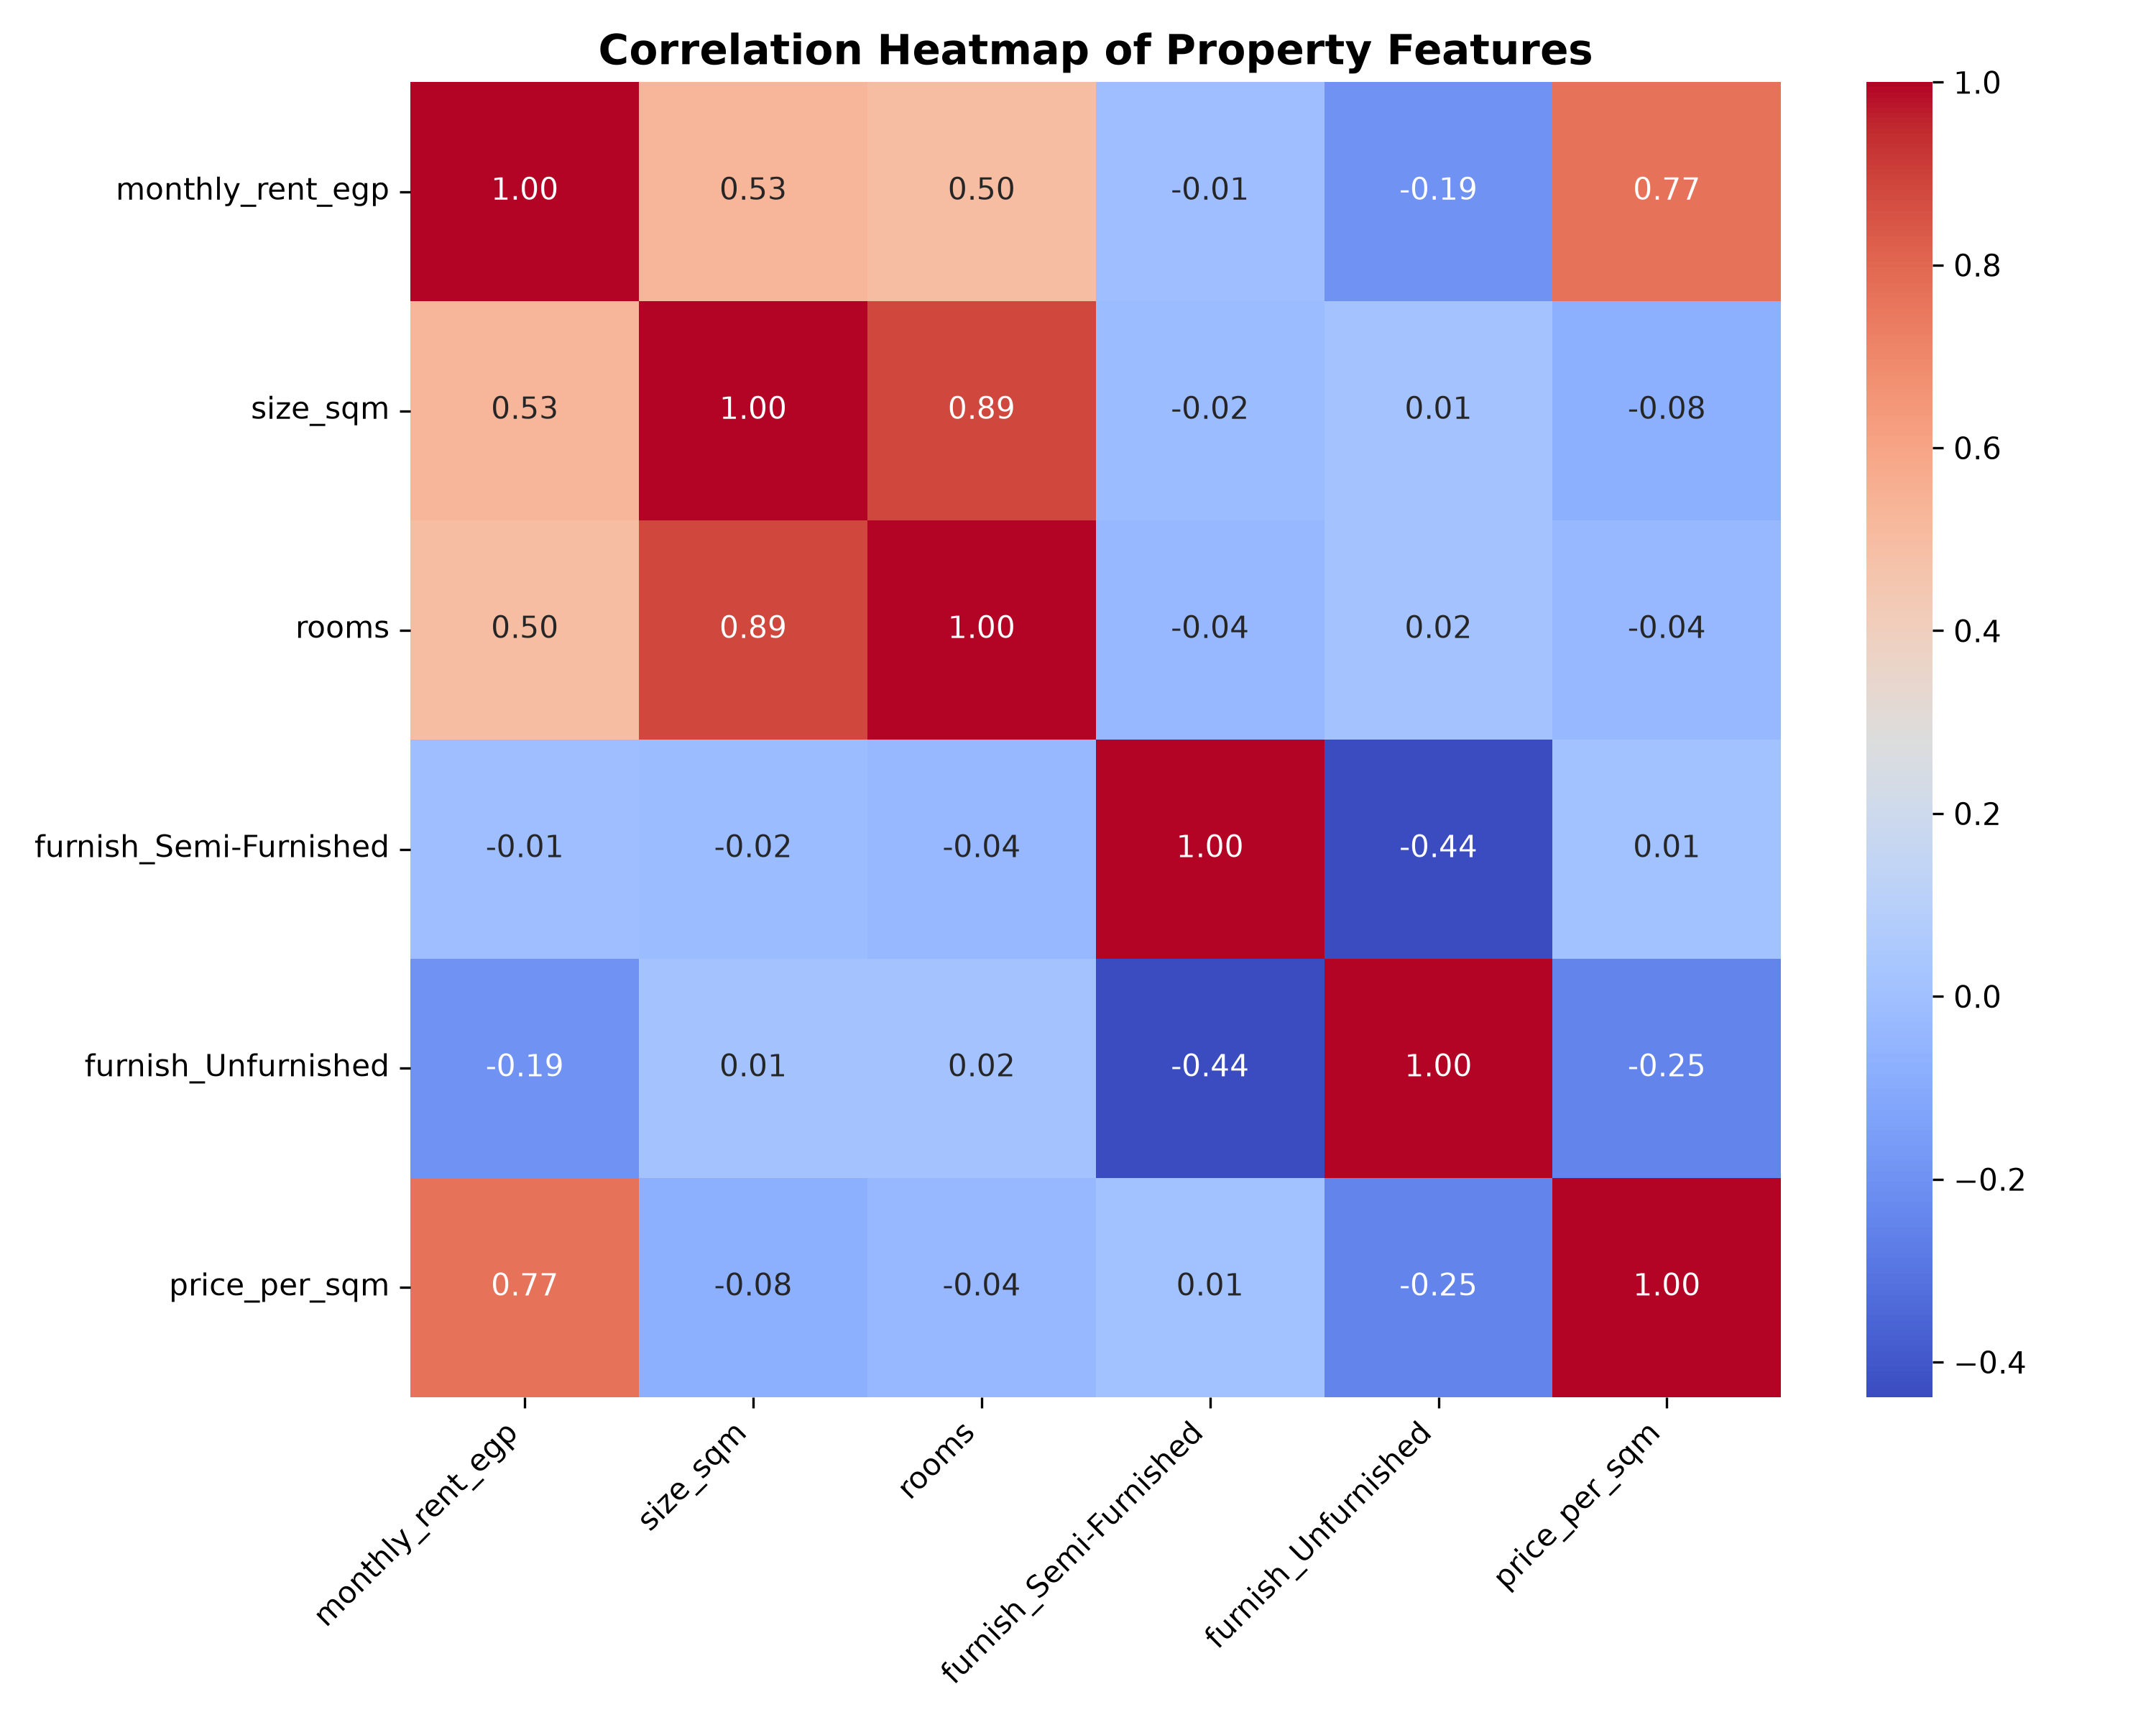 Correlation Heatmap of Property Features
monthly_rent_egp 1.00 0.53 0.50 -0.01 -0.19 0.77
size_sqm 0.53 1.00 0.89 -0.02 0.01 -0.08
rooms 0.50 0.89 1.00 -0.04 0.02 -0.04
furnish_Semi-Furnished -0.01 -0.02 -0.04 1.00 -0.44 0.01
furnish_Unfurnished -0.19 0.01 0.02 -0.44 1.00 -0.25
price_per_sqm 0.77 -0.08 -0.04 0.01 -0.25 1.00
monthly_rent_egp
size_sqm
rooms
furnish_Semi-Furnished
furnish_Unfurnished
price_per_sqm
1.0
0.8
0.6
0.4
0.2
0.0
−0.2
−0.4